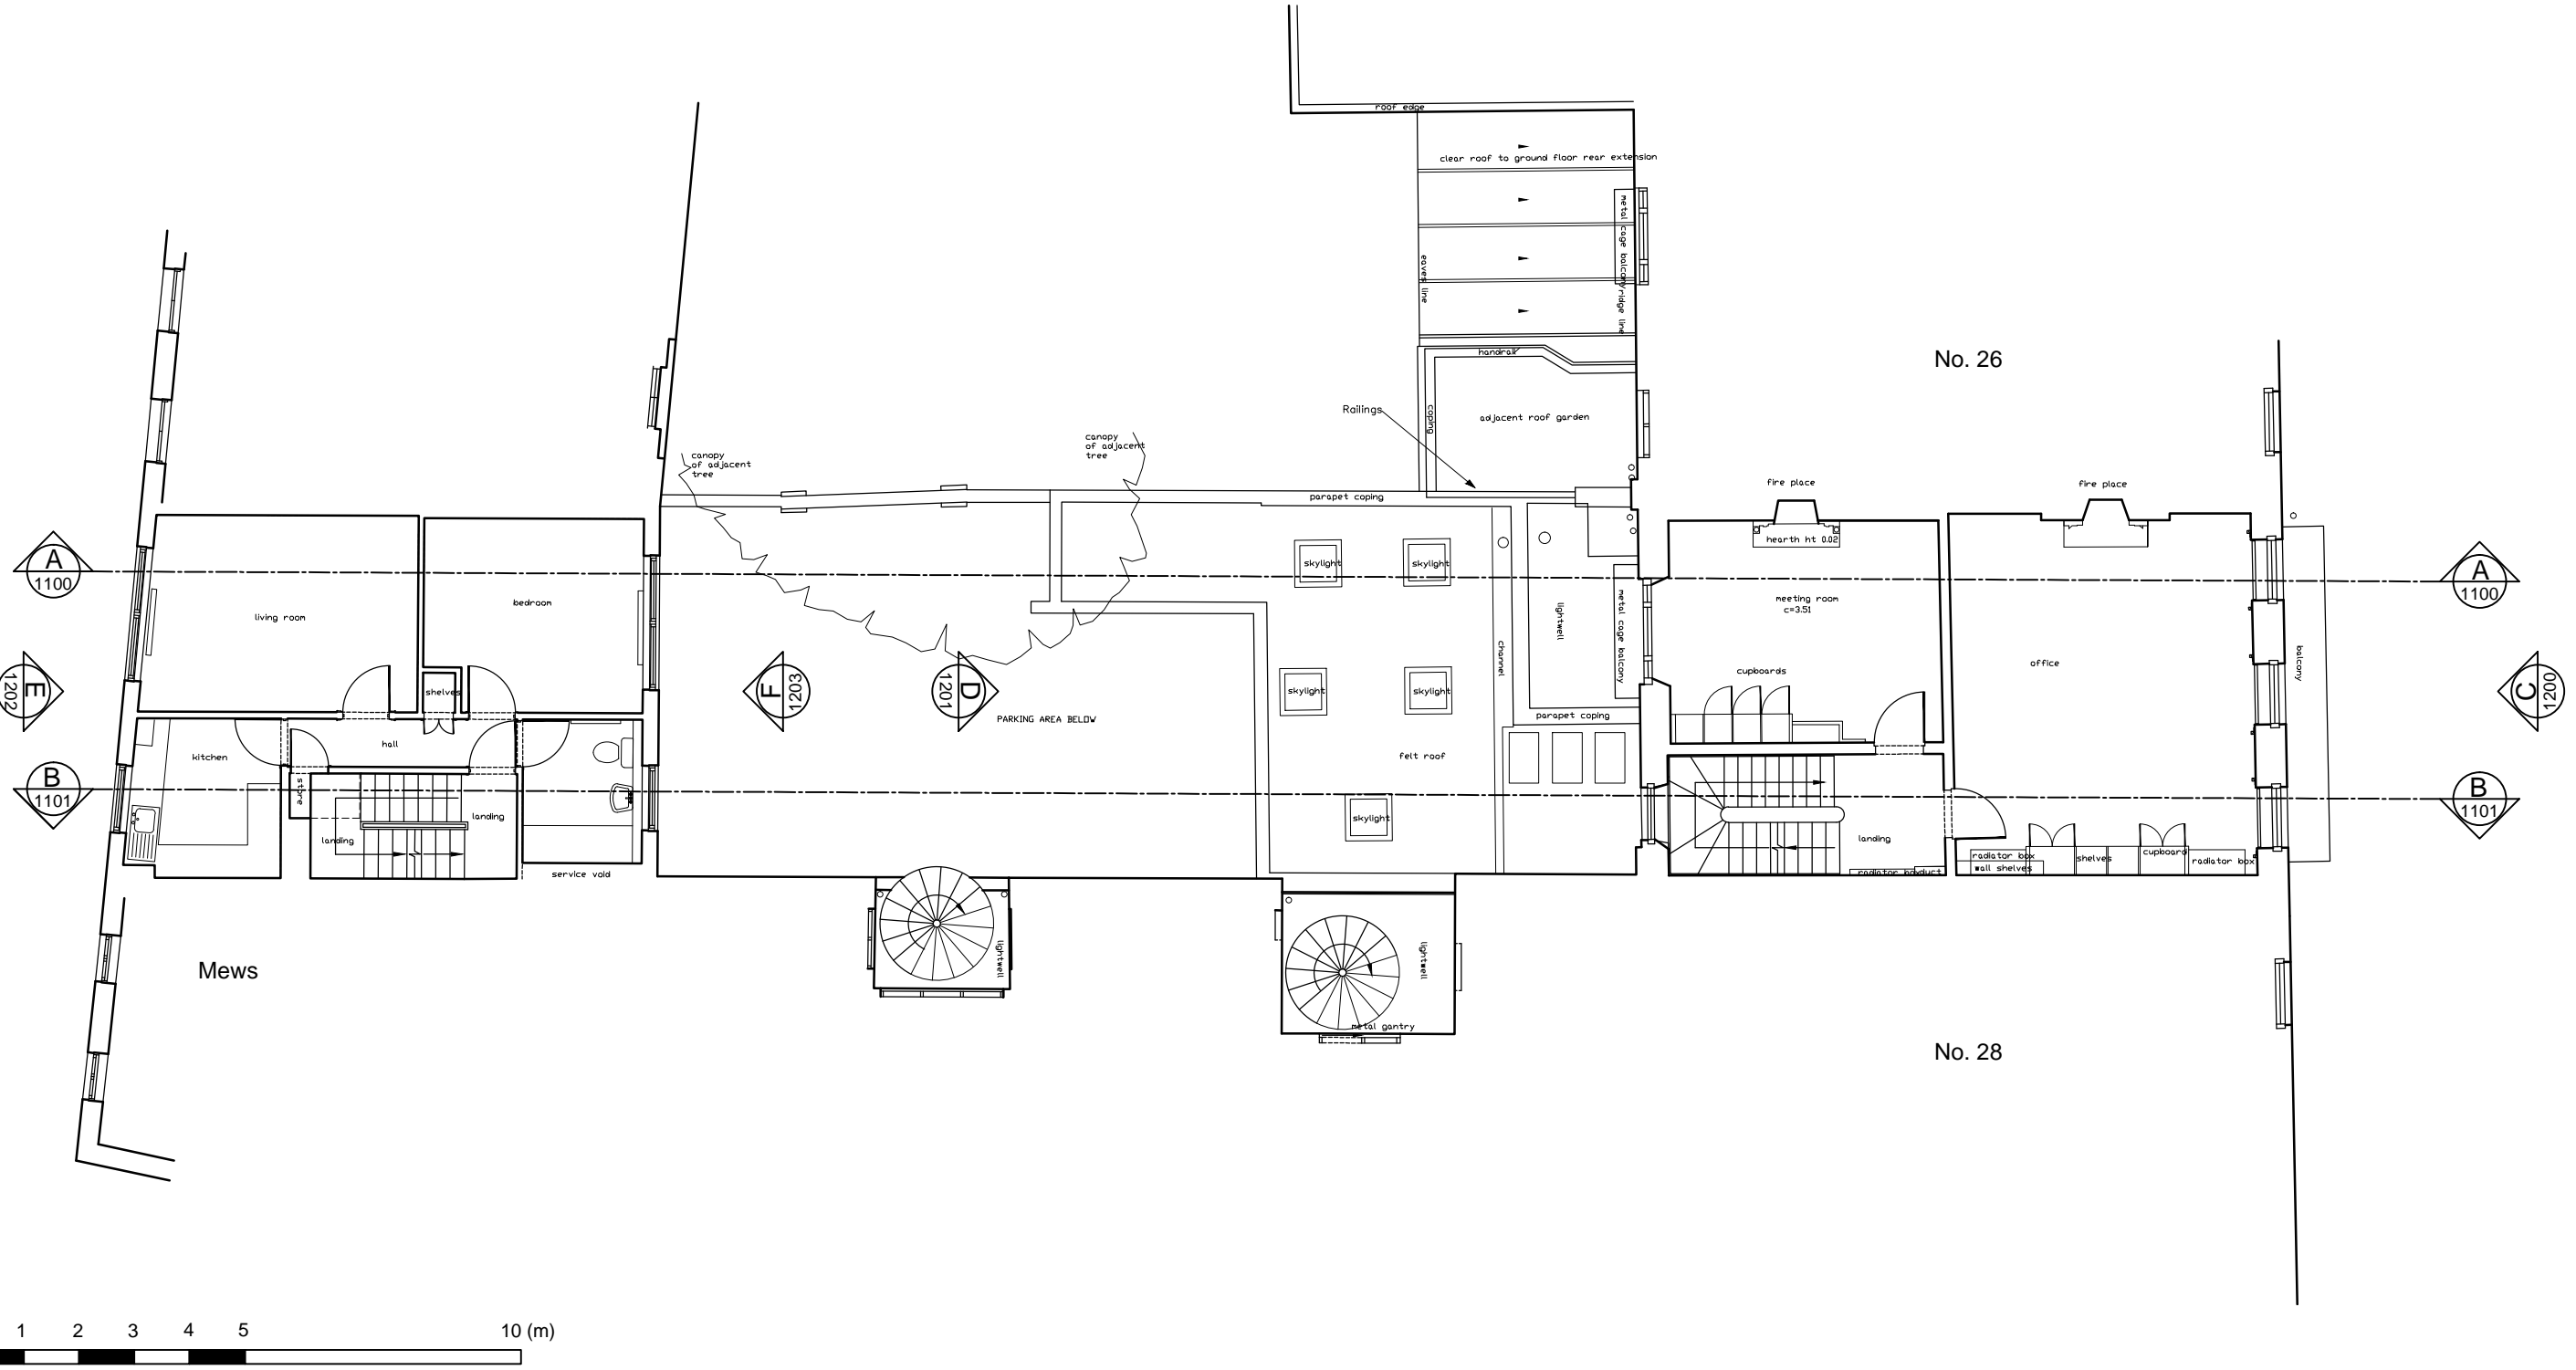 roof edge
clear roof to ground floor rear extension
metal cage balcony
ridge line
eaves line
handrail
No. 26
Railings
coping
adjacent roof garden
canopy
of adjacent
tree
canopy
of adjacent
tree
parapet coping
fire place
fire place
hearth ht 0.02
A
1100
living room
bedroom
skylight
skylight
lightwell
metal cage balcony
meeting room
c=3.51
A
1100
E
1202
shelves
F
1203
D
1201
PARKING AREA BELOW
skylight
skylight
channel
cupboards
office
balcony
C
1200
parapet coping
hall
kitchen
felt roof
B
1101
store
landing
landing
skylight
landing
B
1101
service void
radiator box
duct
radiator box
wall shelves
shelves
cupboard
radiator box
lightwell
lightwell
Mews
metal gantry
No. 28
1 2 3 4 5 10 (m)